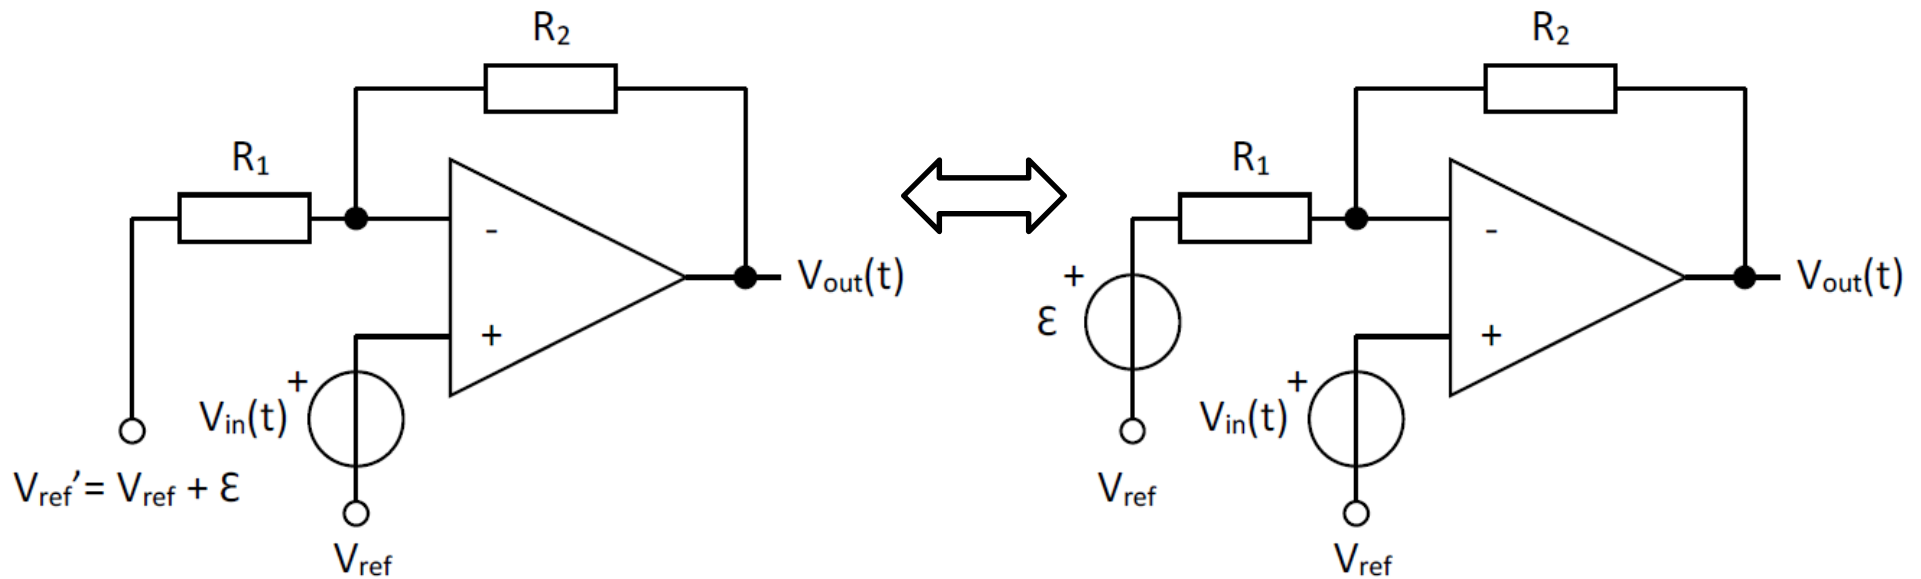 R₂
R₁
-
+
Vout(t)
+
Vin(t)
Vref’= Vref + Ɛ
Vref
R₂
R₁
-
+
Vout(t)
+
Ɛ
+
Vin(t)
Vref
Vref